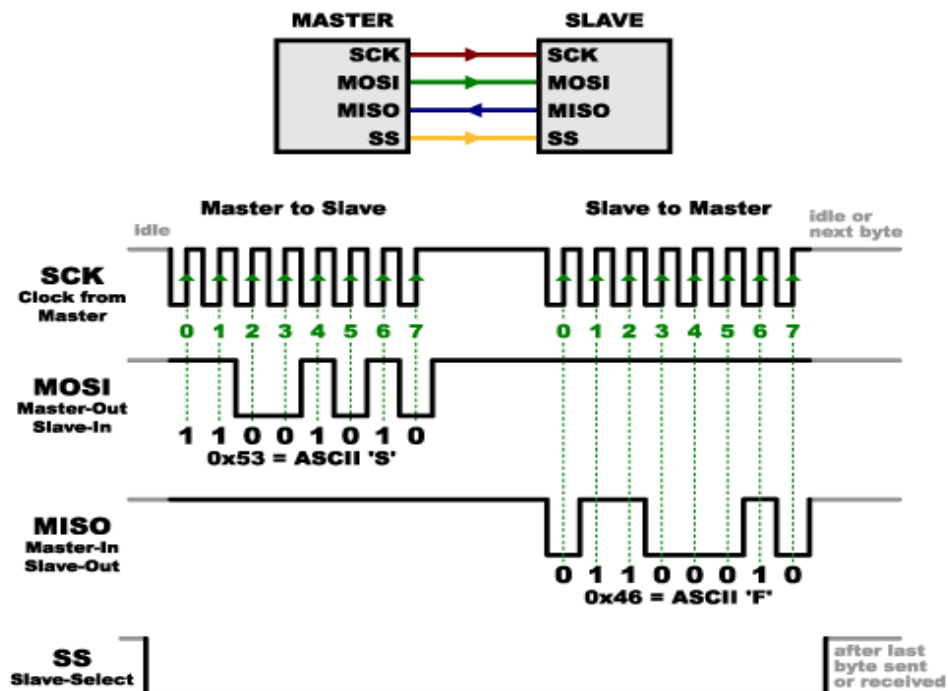 MASTER SLAVE
SCK SCK
MOSI MOSI
MISO MISO
SS SS
Master to Slave Slave to Master
idle idle or
next byte
SCK
Clock from
Master
0 1 2 3 4 5 6 7 0 1 2 3 4 5 6 7
MOSI
Master-Out
Slave-In
1 1 0 0 1 0 1 0
0x53 = ASCII 'S'
MISO
Master-In
Slave-Out
0 1 1 0 0 0 1 0
0x46 = ASCII 'F'
SS
Slave-Select
after last
byte sent
or received